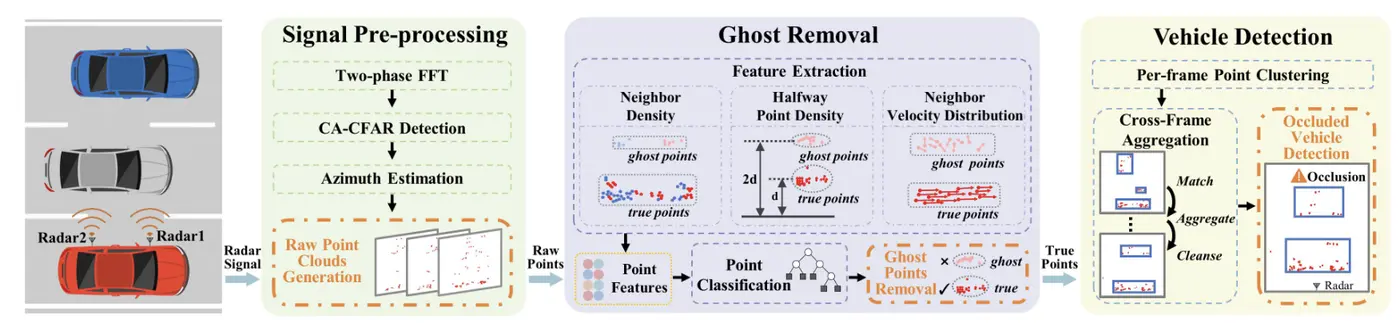 Radar2
Radar1
Radar
Signal
Signal Pre-processing
Two-phase FFT
CA-CFAR Detection
Azimuth Estimation
Raw Point
Clouds
Generation
Raw
Points
Ghost Removal
Feature Extraction
Neighbor
Density
ghost points
true points
Halfway
Point Density
ghost points
2d
d
true points
Neighbor
Velocity Distribution
ghost points
true points
Point
Features
Point
Classification
Ghost
Points
Removal
× ghost
✓ true
True
Points
Vehicle Detection
Per-frame Point Clustering
Cross-Frame
Aggregation
Match
Aggregate
Cleanse
Occluded
Vehicle
Detection
Occlusion
Radar